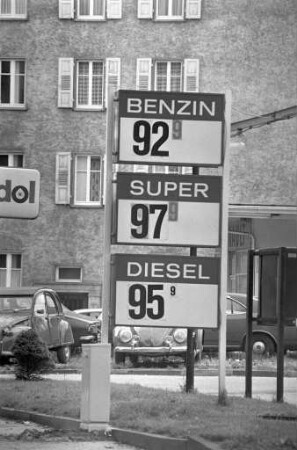 BENZIN
92 9
SUPER
97 9
DIESEL
95 9
dol